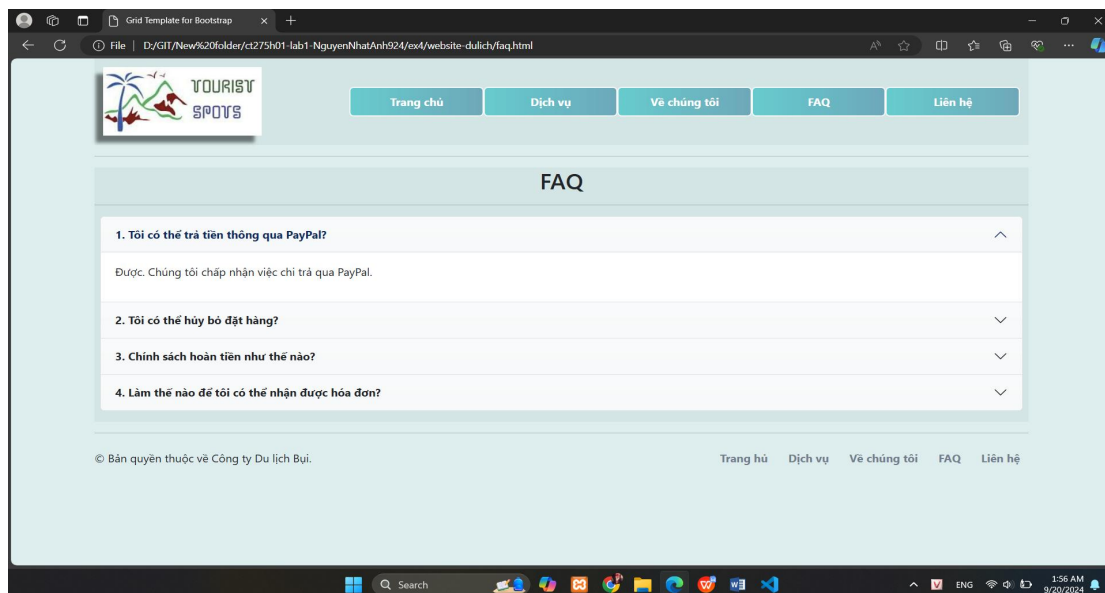 Grid Template for Bootstrap
File | D:/GIT/New%20folder/ct275h01-lab1-NguyenNhatAnh924/ex4/website-dulich/faq.html
TOURIST
SPOTS
Trang chủ Dịch vụ Về chúng tôi FAQ Liên hệ
FAQ
1. Tôi có thể trả tiền thông qua PayPal?
Được. Chúng tôi chấp nhận việc chi trả qua PayPal.
2. Tôi có thể hủy bỏ đặt hàng?
3. Chính sách hoàn tiền như thế nào?
4. Làm thế nào để tôi có thể nhận được hóa đơn?
© Bản quyền thuộc về Công ty Du lịch Bụi. Trang hủ Dịch vụ Về chúng tôi FAQ Liên hệ
Search ENG 1:56 AM
9/20/2024